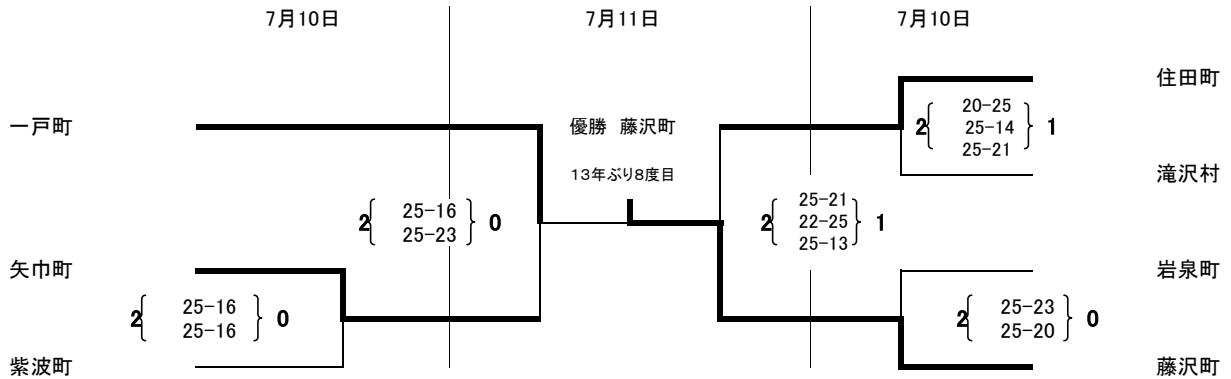 7月10日 7月11日 7月10日
住田町
一戸町 優勝 藤沢町
2 20-25 1
25-14
25-21
13年ぶり8度目 滝沢村
2 25-16 0
25-23
2 25-21 1
22-25
25-13
矢巾町 岩泉町
2 25-16 0
25-16
2 25-23 0
25-20
紫波町 藤沢町